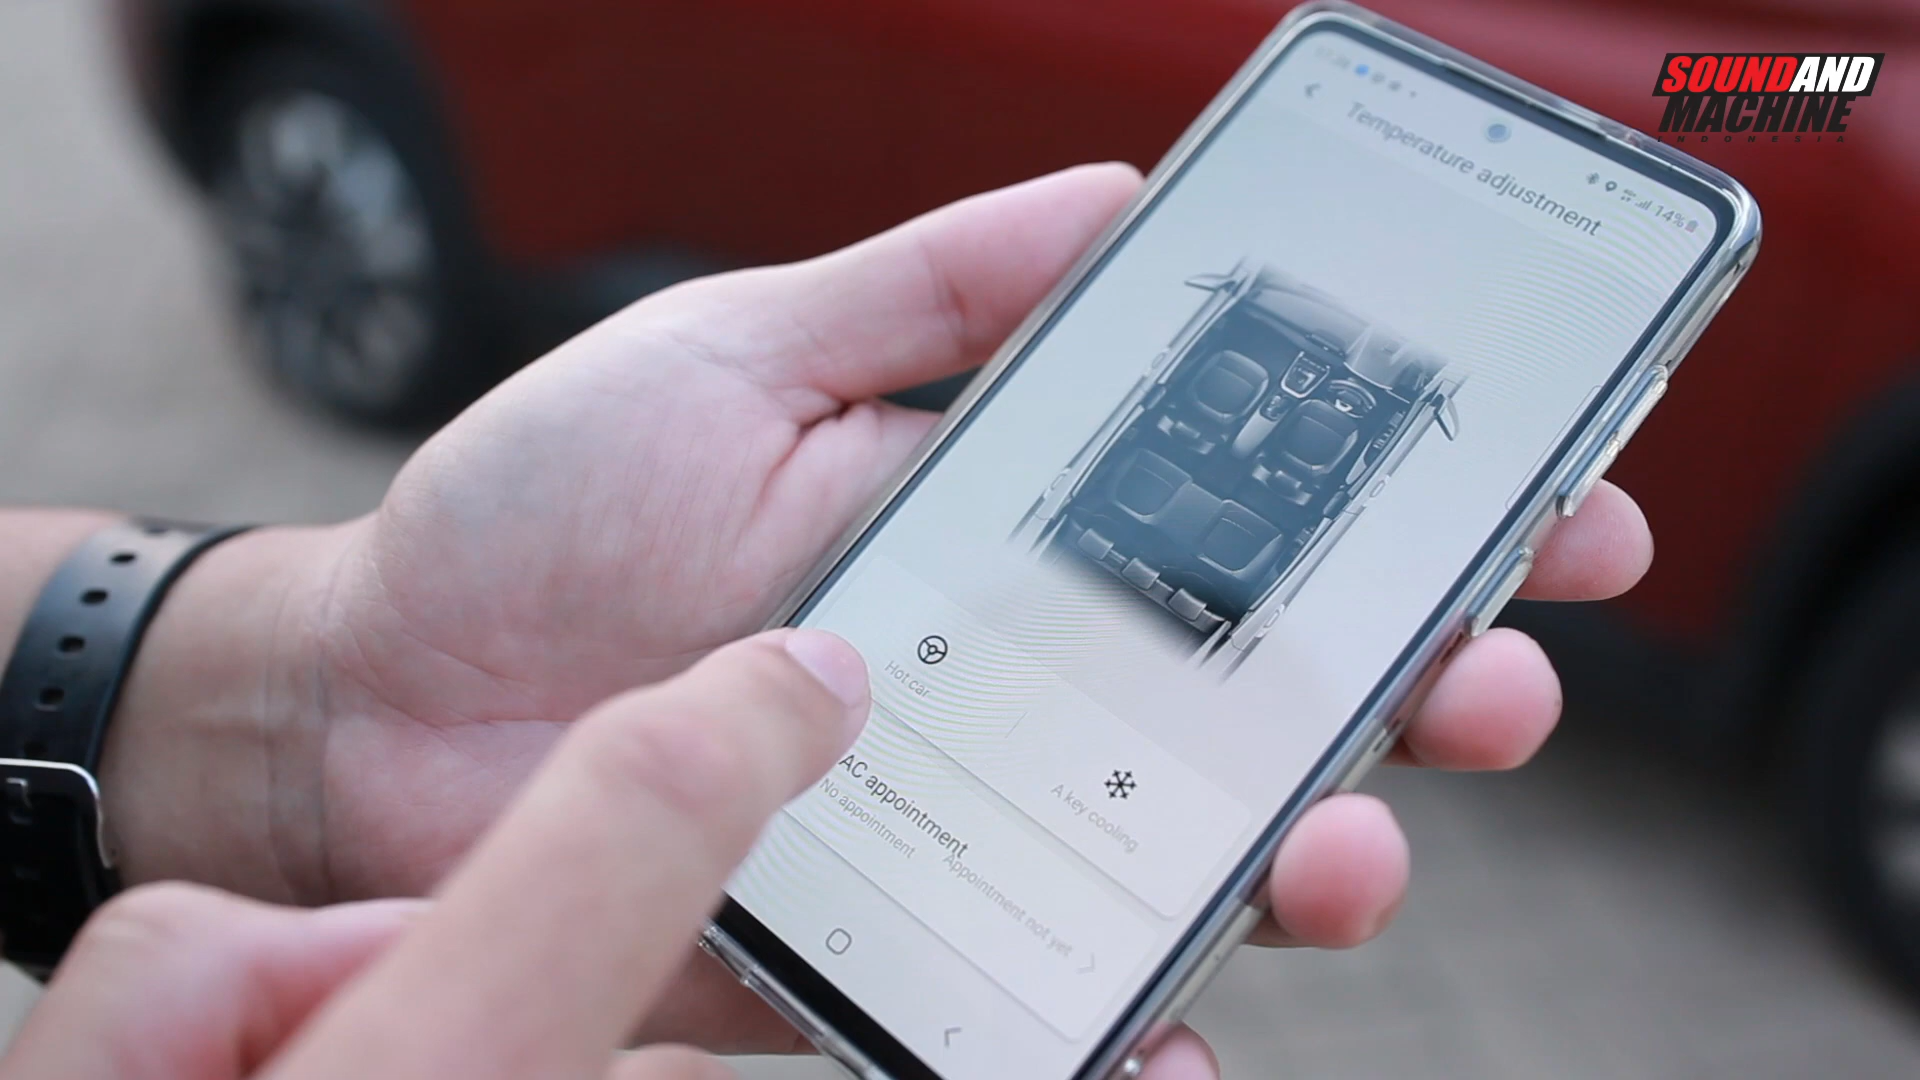 SOUNDAND
MACHINE
INDONESIA
14%
Temperature adjustment
Hot car
A key cooling
AC appointment
No appointment
Appointment not yet